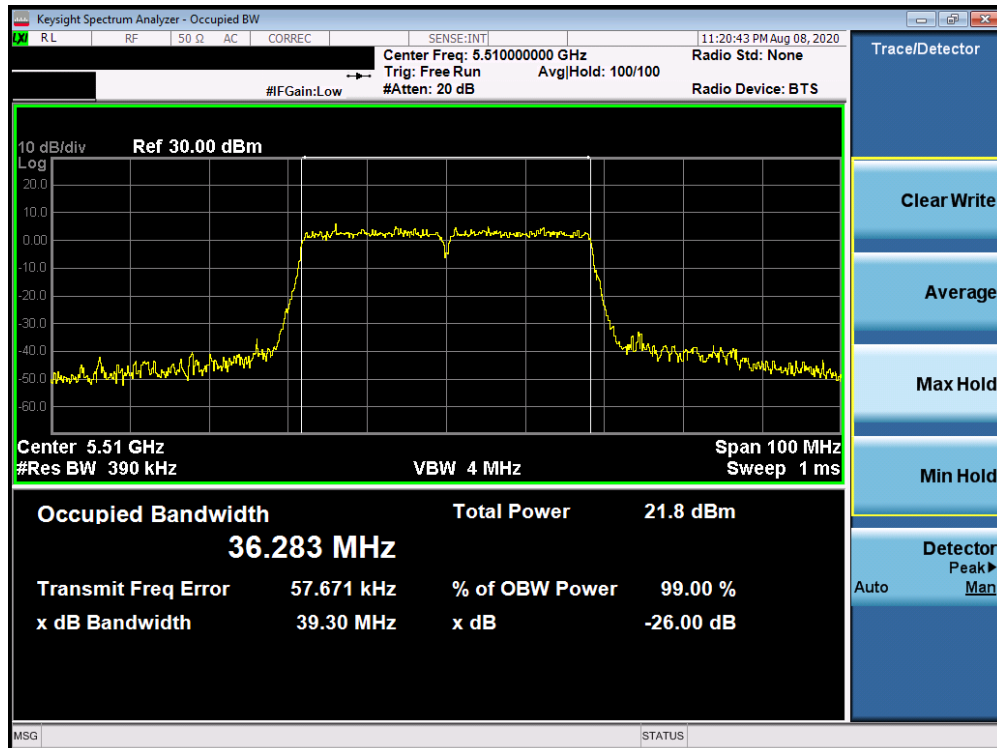 Keysight Spectrum Analyzer - Occupied BW
LXI RL RF 50 Ω AC CORREC SENSE:INT 11:20:43 PM Aug 08, 2020
Center Freq: 5.510000000 GHz Radio Std: None
Trig: Free Run Avg|Hold: 100/100
#IFGain:Low #Atten: 20 dB Radio Device: BTS
Trace/Detector
10 dB/div Ref 30.00 dBm
Log
20.0
10.0
0.00
-10.0
-20.0
-30.0
-40.0
-50.0
-60.0
Center 5.51 GHz Span 100 MHz
#Res BW 390 kHz VBW 4 MHz Sweep 1 ms
Occupied Bandwidth Total Power 21.8 dBm
36.283 MHz
Transmit Freq Error 57.671 kHz % of OBW Power 99.00 %
x dB Bandwidth 39.30 MHz x dB -26.00 dB
Clear Write
Average
Max Hold
Min Hold
Detector
Peak▶
Auto Man
MSG STATUS